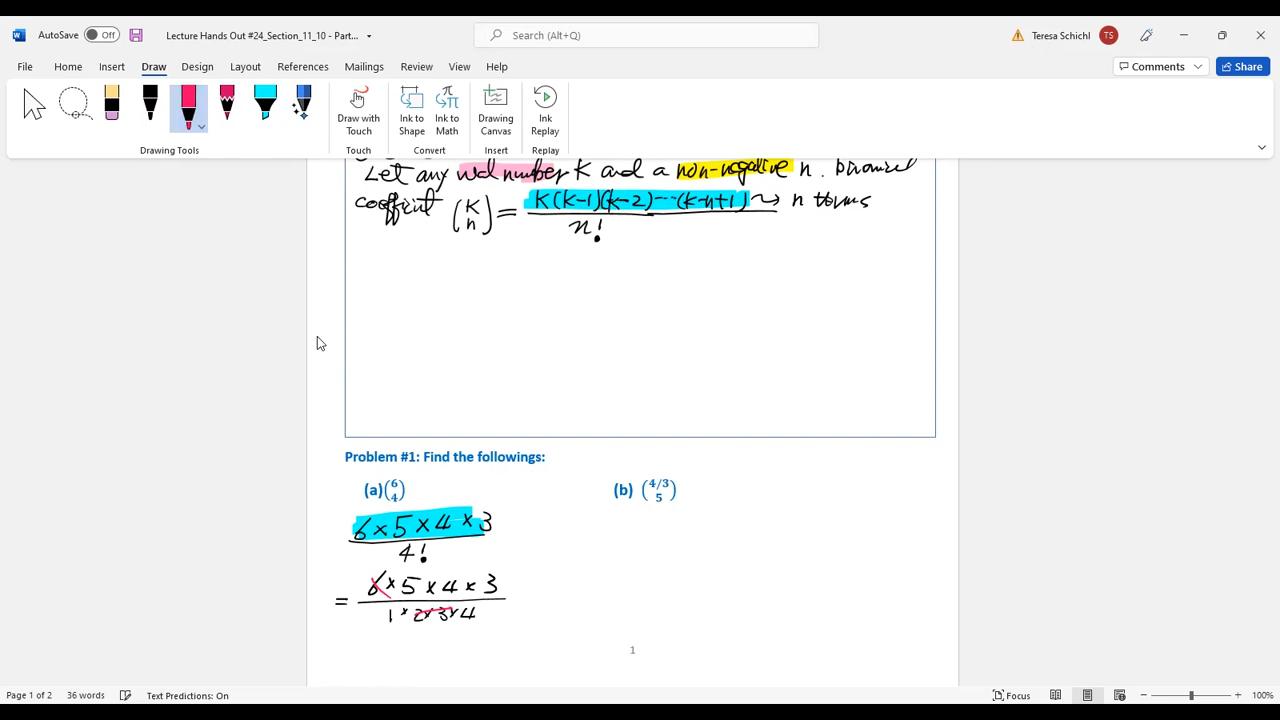 AutoSave Off Lecture Hands Out #24_Section_11_10 - Part... Search (Alt+Q) Teresa Schichl TS
File Home Insert Draw Design Layout References Mailings Review View Help Comments Share
Draw with Touch Ink to Shape Ink to Math Drawing Canvas Ink Replay
Drawing Tools Touch Convert Insert Replay
Let any real number K and a non-negative n. binomial
coefficient (K n) = K(K-1)(K-2)---(K-n+1) / n! → n terms
Problem #1: Find the followings:
(a) (6 4) (b) (4/3 5)
6 × 5 × 4 × 3
4!
= 6 × 5 × 4 × 3
1 × 2 × 3 × 4
1
Page 1 of 2 36 words Text Predictions: On Focus 100%